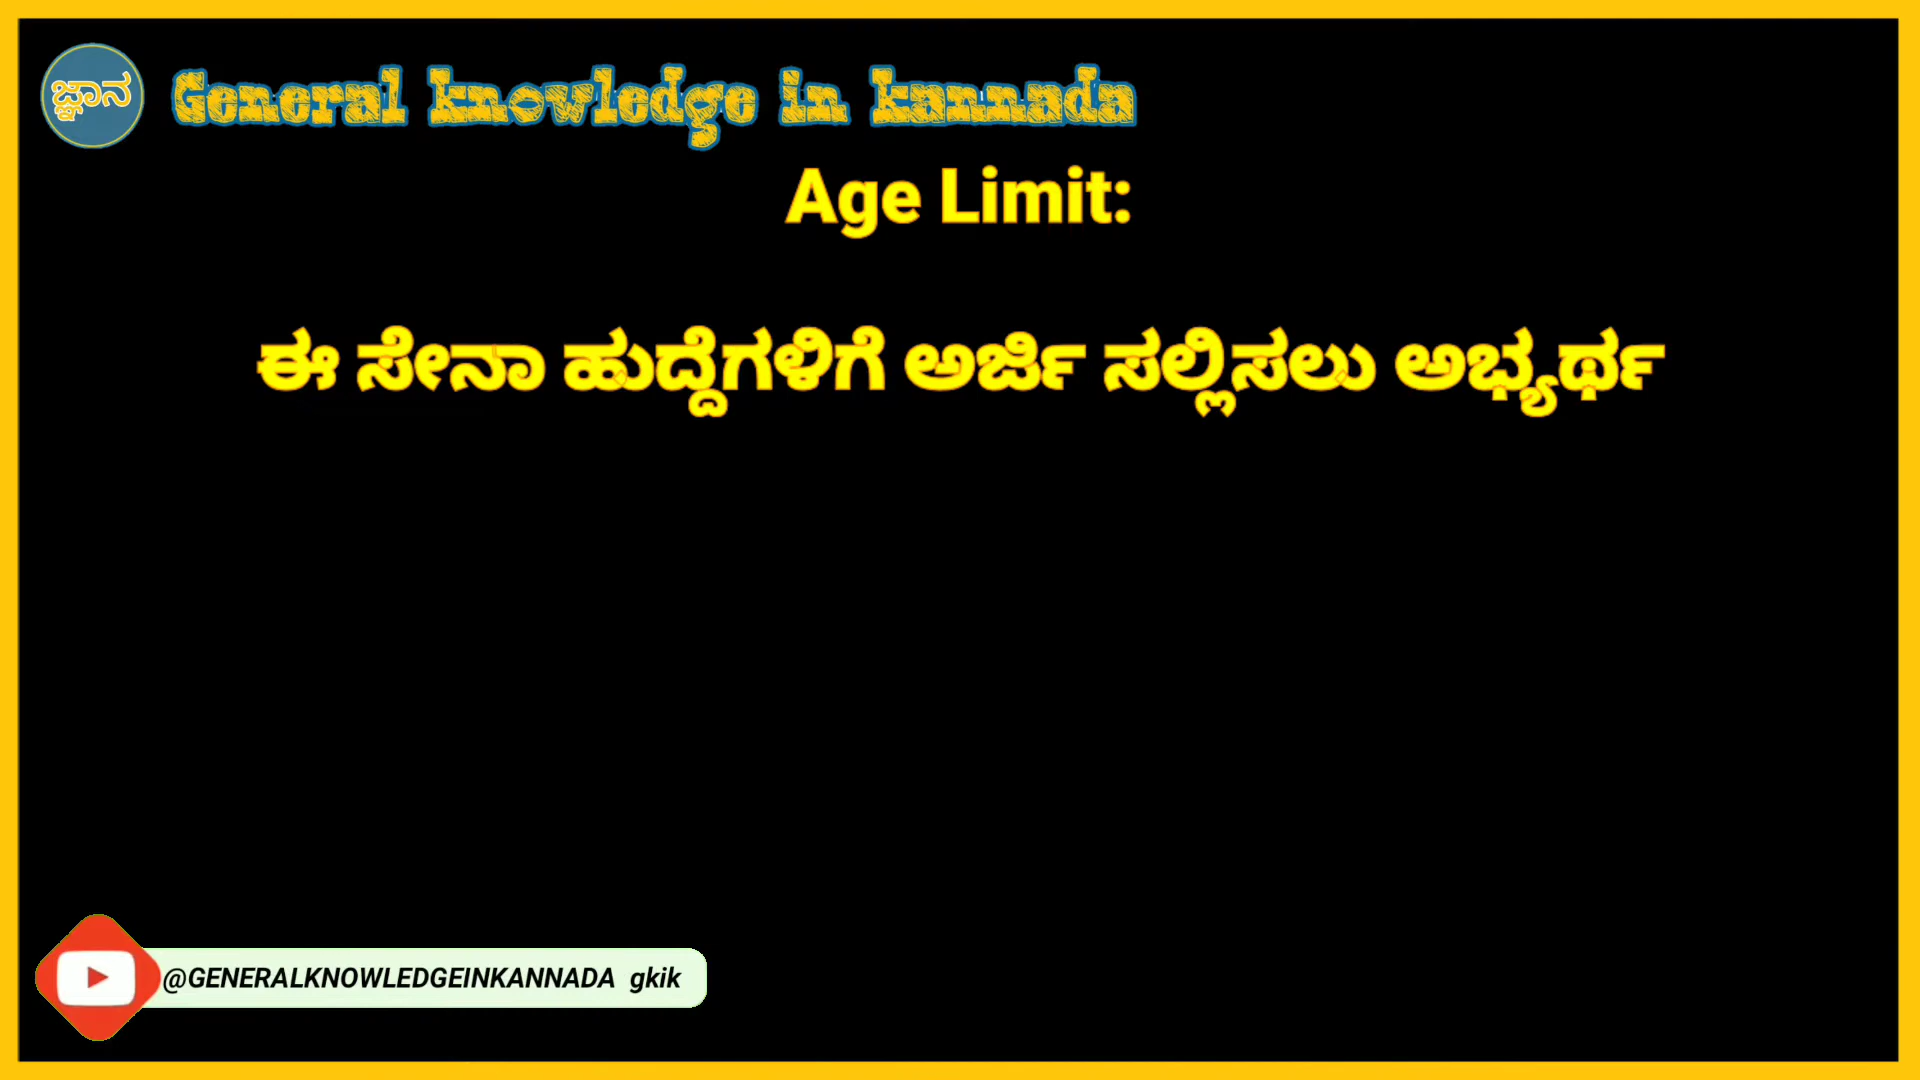 ಜ್ಞಾನ General knowledge in kannada
Age Limit:
ಈ ಸೇನಾ ಹುದ್ದೆಗಳಿಗೆ ಅರ್ಜಿ ಸಲ್ಲಿಸಲು ಅಭ್ಯರ್ಥ
@GENERALKNOWLEDGEINKANNADA gkik